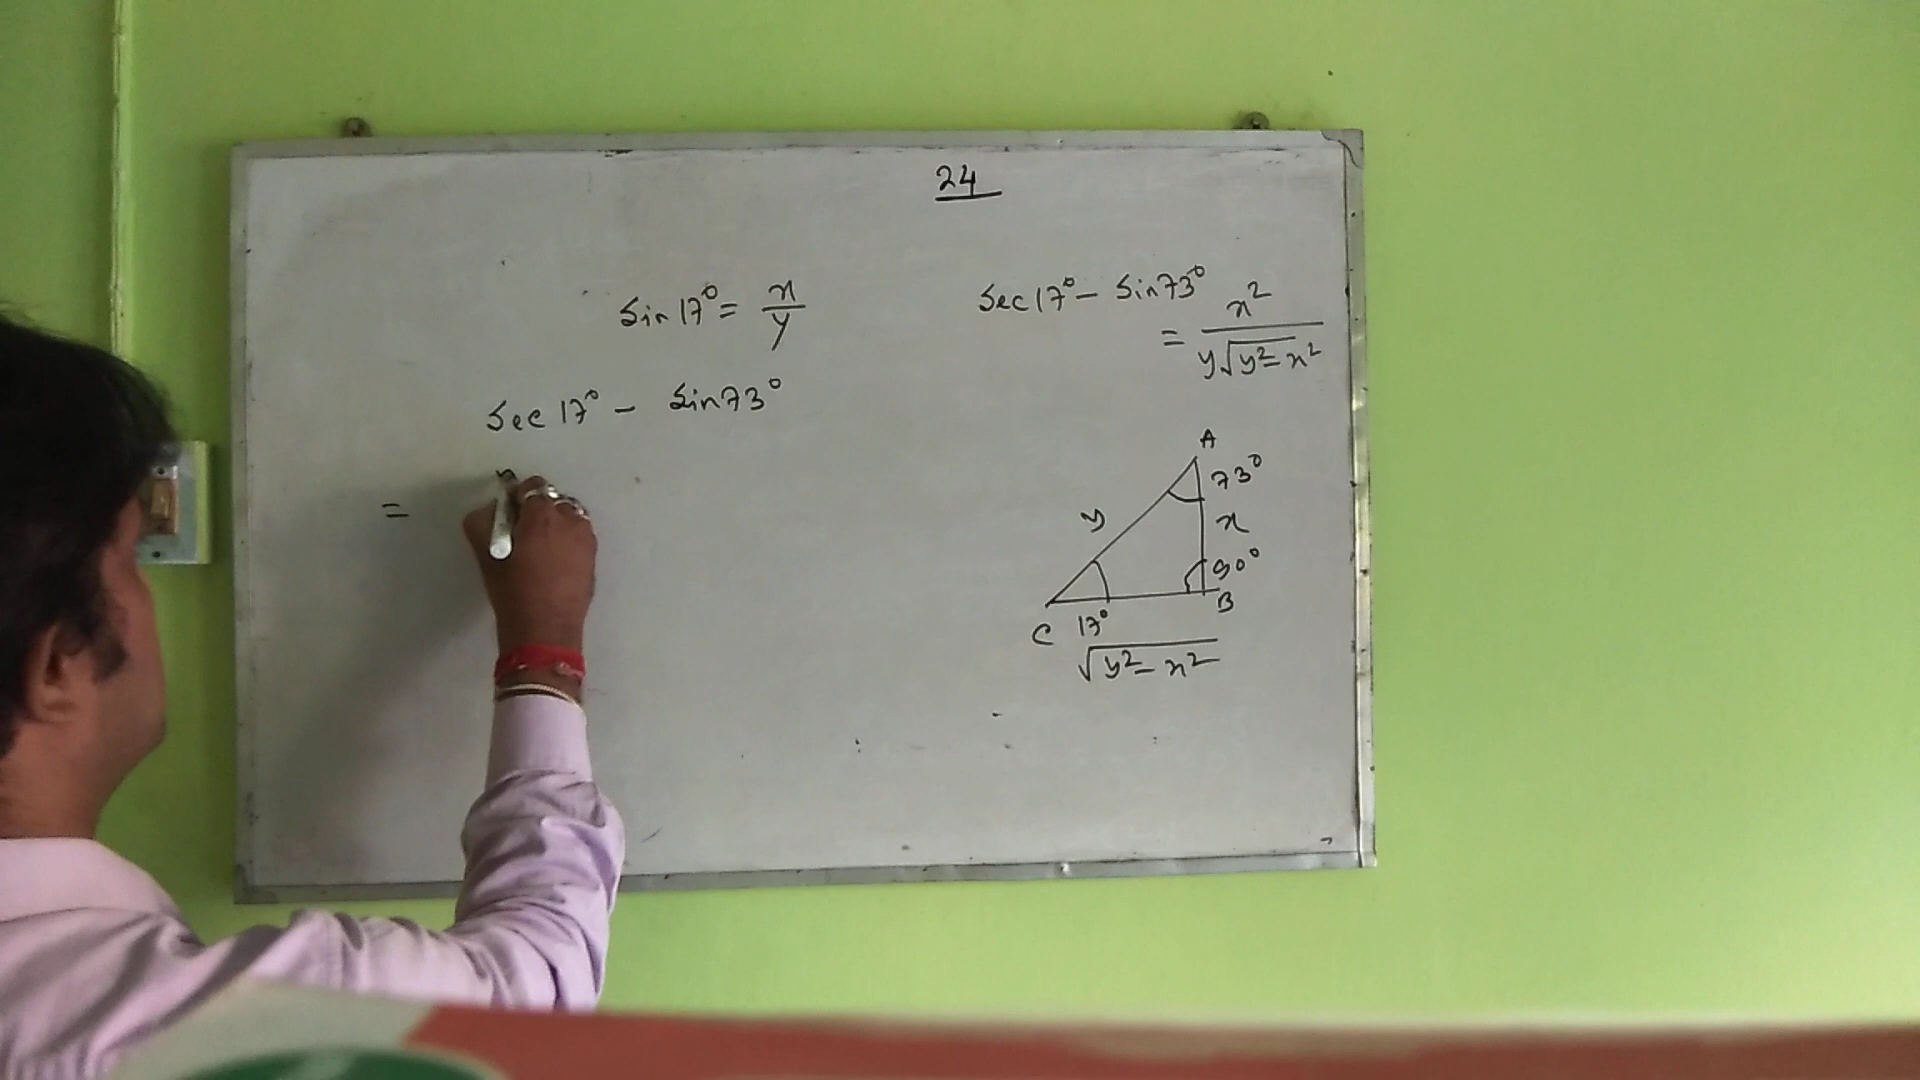 24
sin 17° = x/y
sec 17° - sin 73°
=
sec 17° - sin 73°
= x²/(y√(y²-x²))
A
73°
y
x
90°
B
C 17°
√(y²-x²)